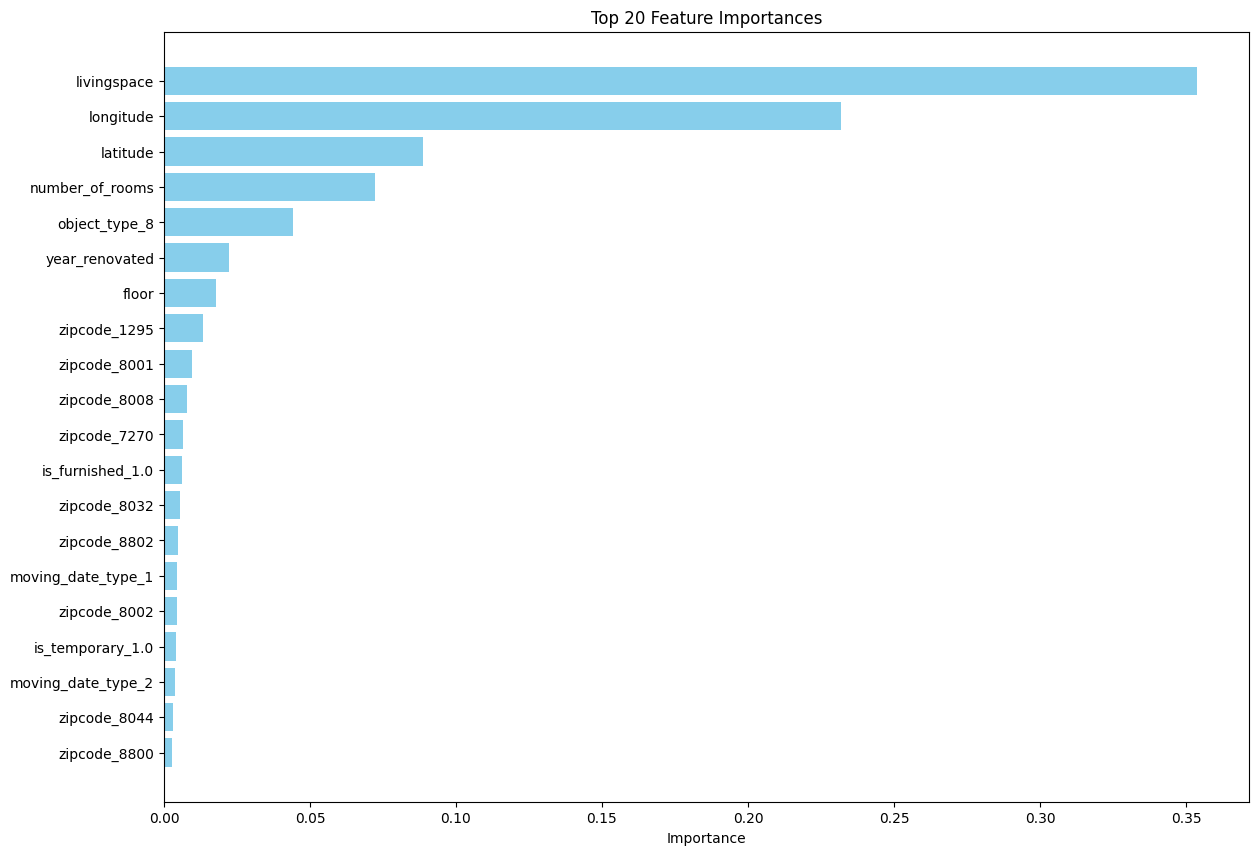 Top 20 Feature Importances
livingspace
longitude
latitude
number_of_rooms
object_type_8
year_renovated
floor
zipcode_1295
zipcode_8001
zipcode_8008
zipcode_7270
is_furnished_1.0
zipcode_8032
zipcode_8802
moving_date_type_1
zipcode_8002
is_temporary_1.0
moving_date_type_2
zipcode_8044
zipcode_8800
0.00 0.05 0.10 0.15 0.20 0.25 0.30 0.35
Importance